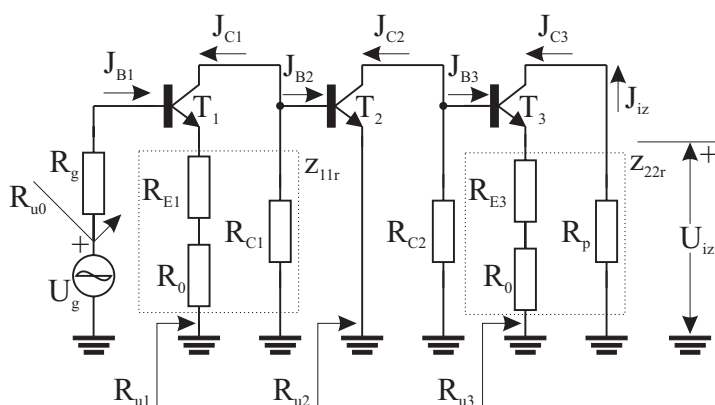 J_C1 J_C2 J_C3
J_B1 J_B2 J_B3
T_1 T_2 T_3 J_iz
R_g z_11r z_22r +
R_E1 R_E3
R_u0
R_C1 R_C2 R_p U_iz
+
R_0 R_0
U_g
R_u1 R_u2 R_u3